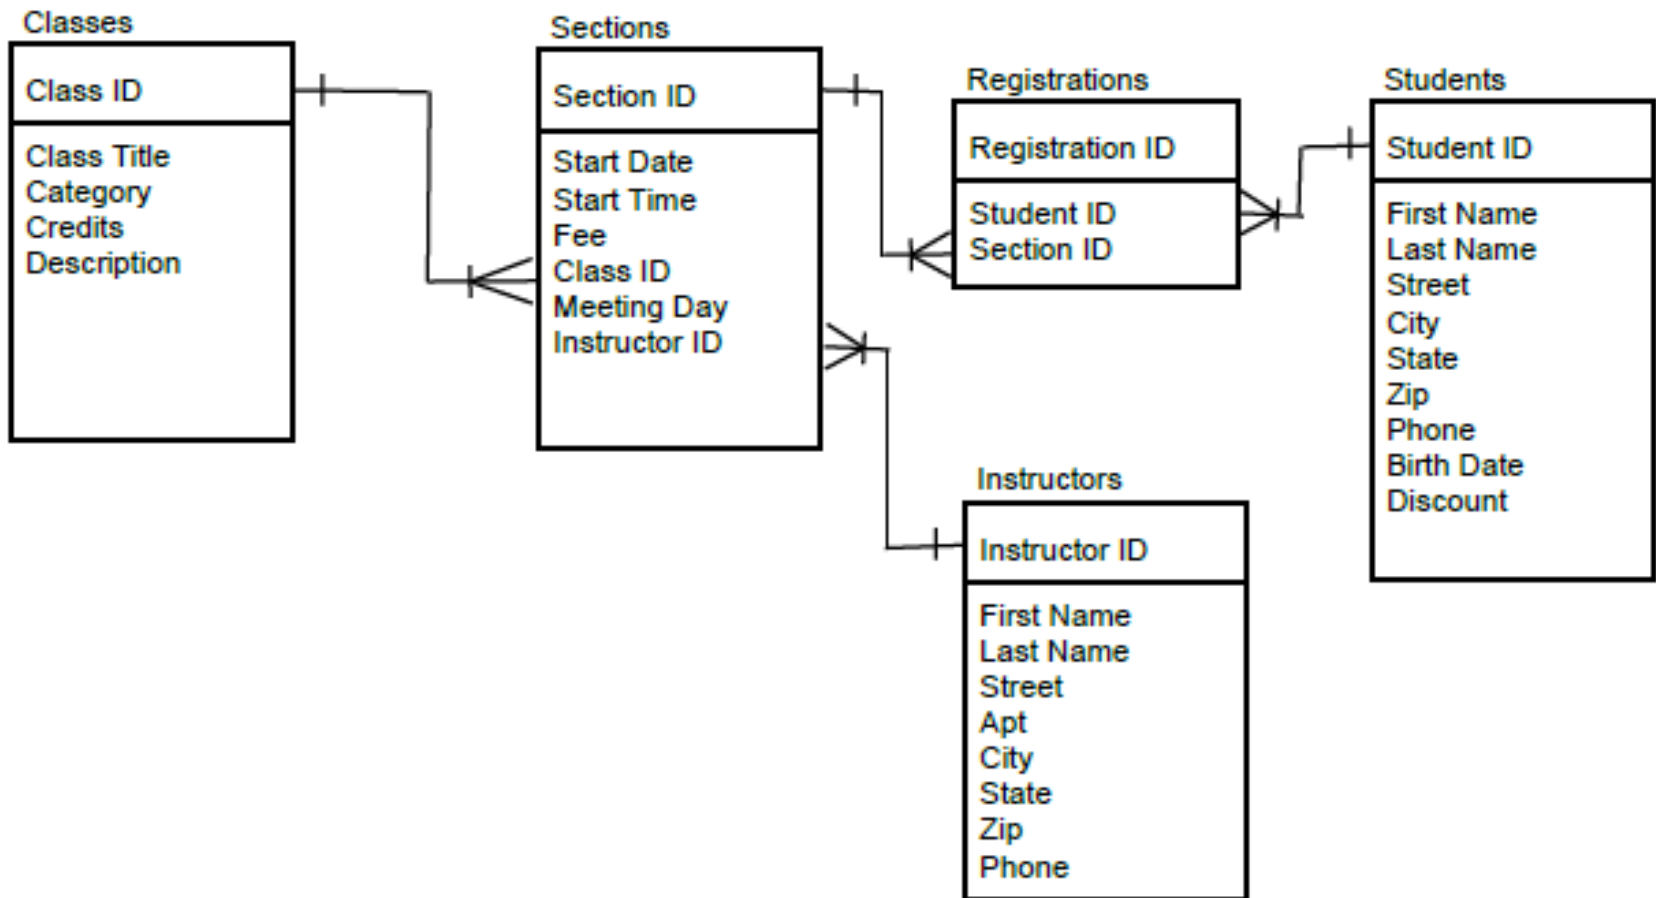 Classes
Class ID
Class Title
Category
Credits
Description
Sections
Section ID
Start Date
Start Time
Fee
Class ID
Meeting Day
Instructor ID
Registrations
Registration ID
Student ID
Section ID
Students
Student ID
First Name
Last Name
Street
City
State
Zip
Phone
Birth Date
Discount
Instructors
Instructor ID
First Name
Last Name
Street
Apt
City
State
Zip
Phone